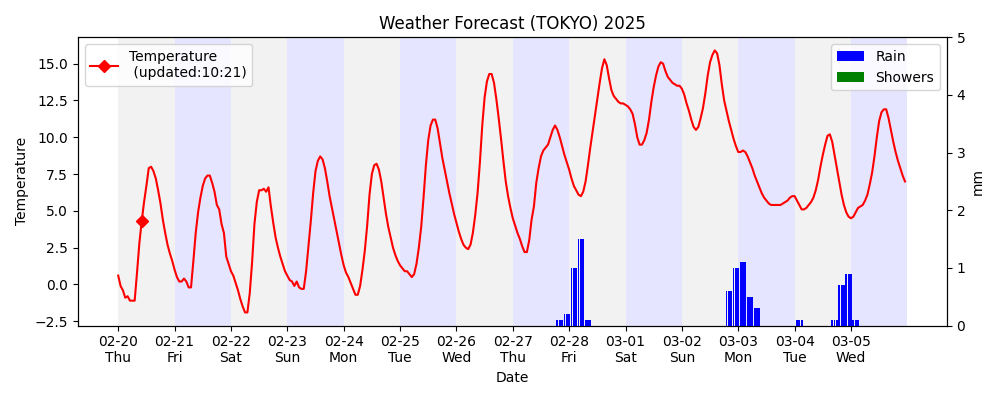 Weather Forecast (TOKYO) 2025
Temperature
(updated:10:21)
Rain
Showers
Temperature
15.0
12.5
10.0
7.5
5.0
2.5
0.0
−2.5
5
4
3
2
1
0
mm
02-20 02-21 02-22 02-23 02-24 02-25 02-26 02-27 02-28 03-01 03-02 03-03 03-04 03-05
Thu Fri Sat Sun Mon Tue Wed Thu Fri Sat Sun Mon Tue Wed
Date